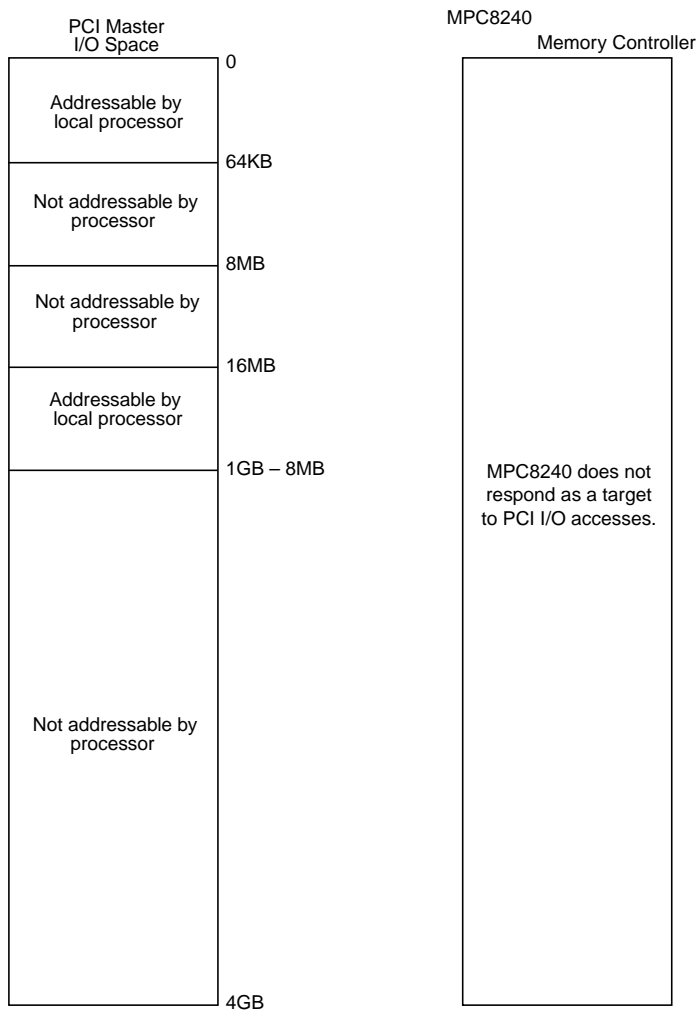 PCI Master
I/O Space
0
Addressable by
local processor
64KB
Not addressable by
processor
8MB
Not addressable by
processor
16MB
Addressable by
local processor
1GB – 8MB
Not addressable by
processor
4GB
MPC8240
Memory Controller
MPC8240 does not
respond as a target
to PCI I/O accesses.